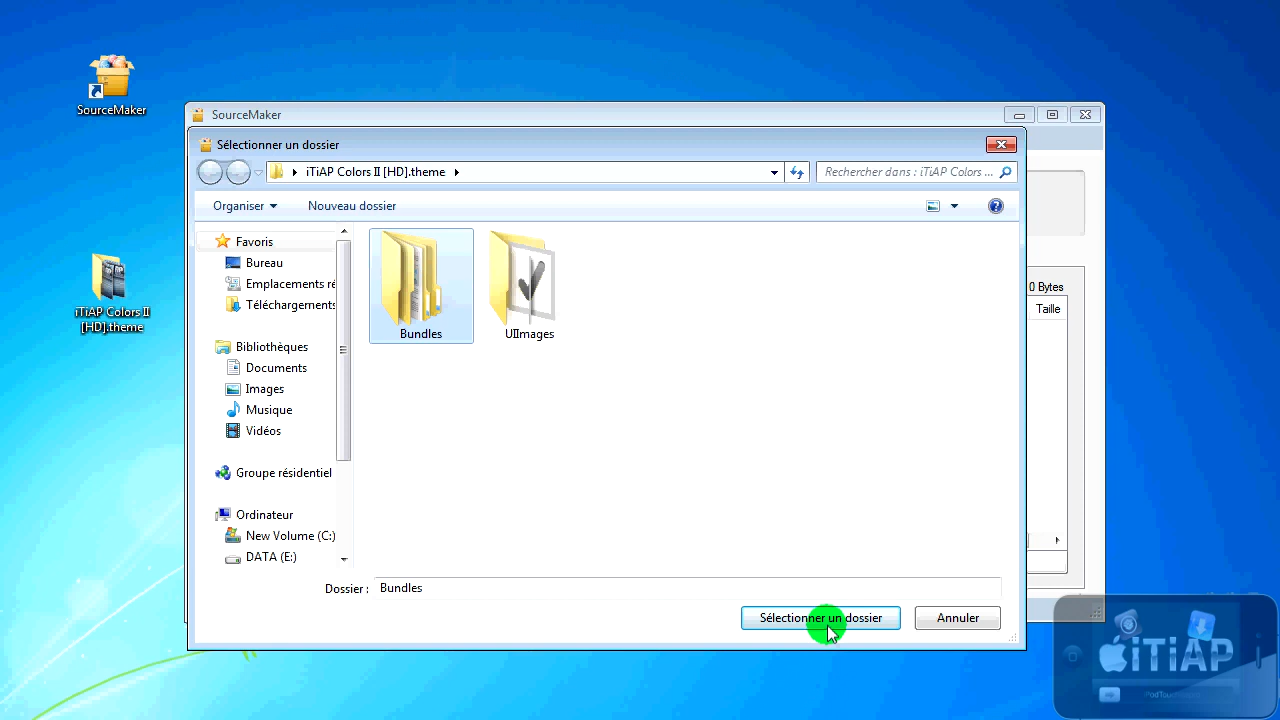 SourceMaker
iTiAP Colors II
[HD].theme
SourceMaker
Sélectionner un dossier
iTiAP Colors II [HD].theme
Rechercher dans : iTiAP Colors ...
Organiser
Nouveau dossier
Favoris
Bureau
Emplacements ré
Téléchargements
Bibliothèques
Documents
Images
Musique
Vidéos
Groupe résidentiel
Ordinateur
New Volume (C:)
DATA (E:)
Bundles
UIImages
0 Bytes
Taille
Dossier :
Bundles
Sélectionner un dossier
Annuler
iTiAP